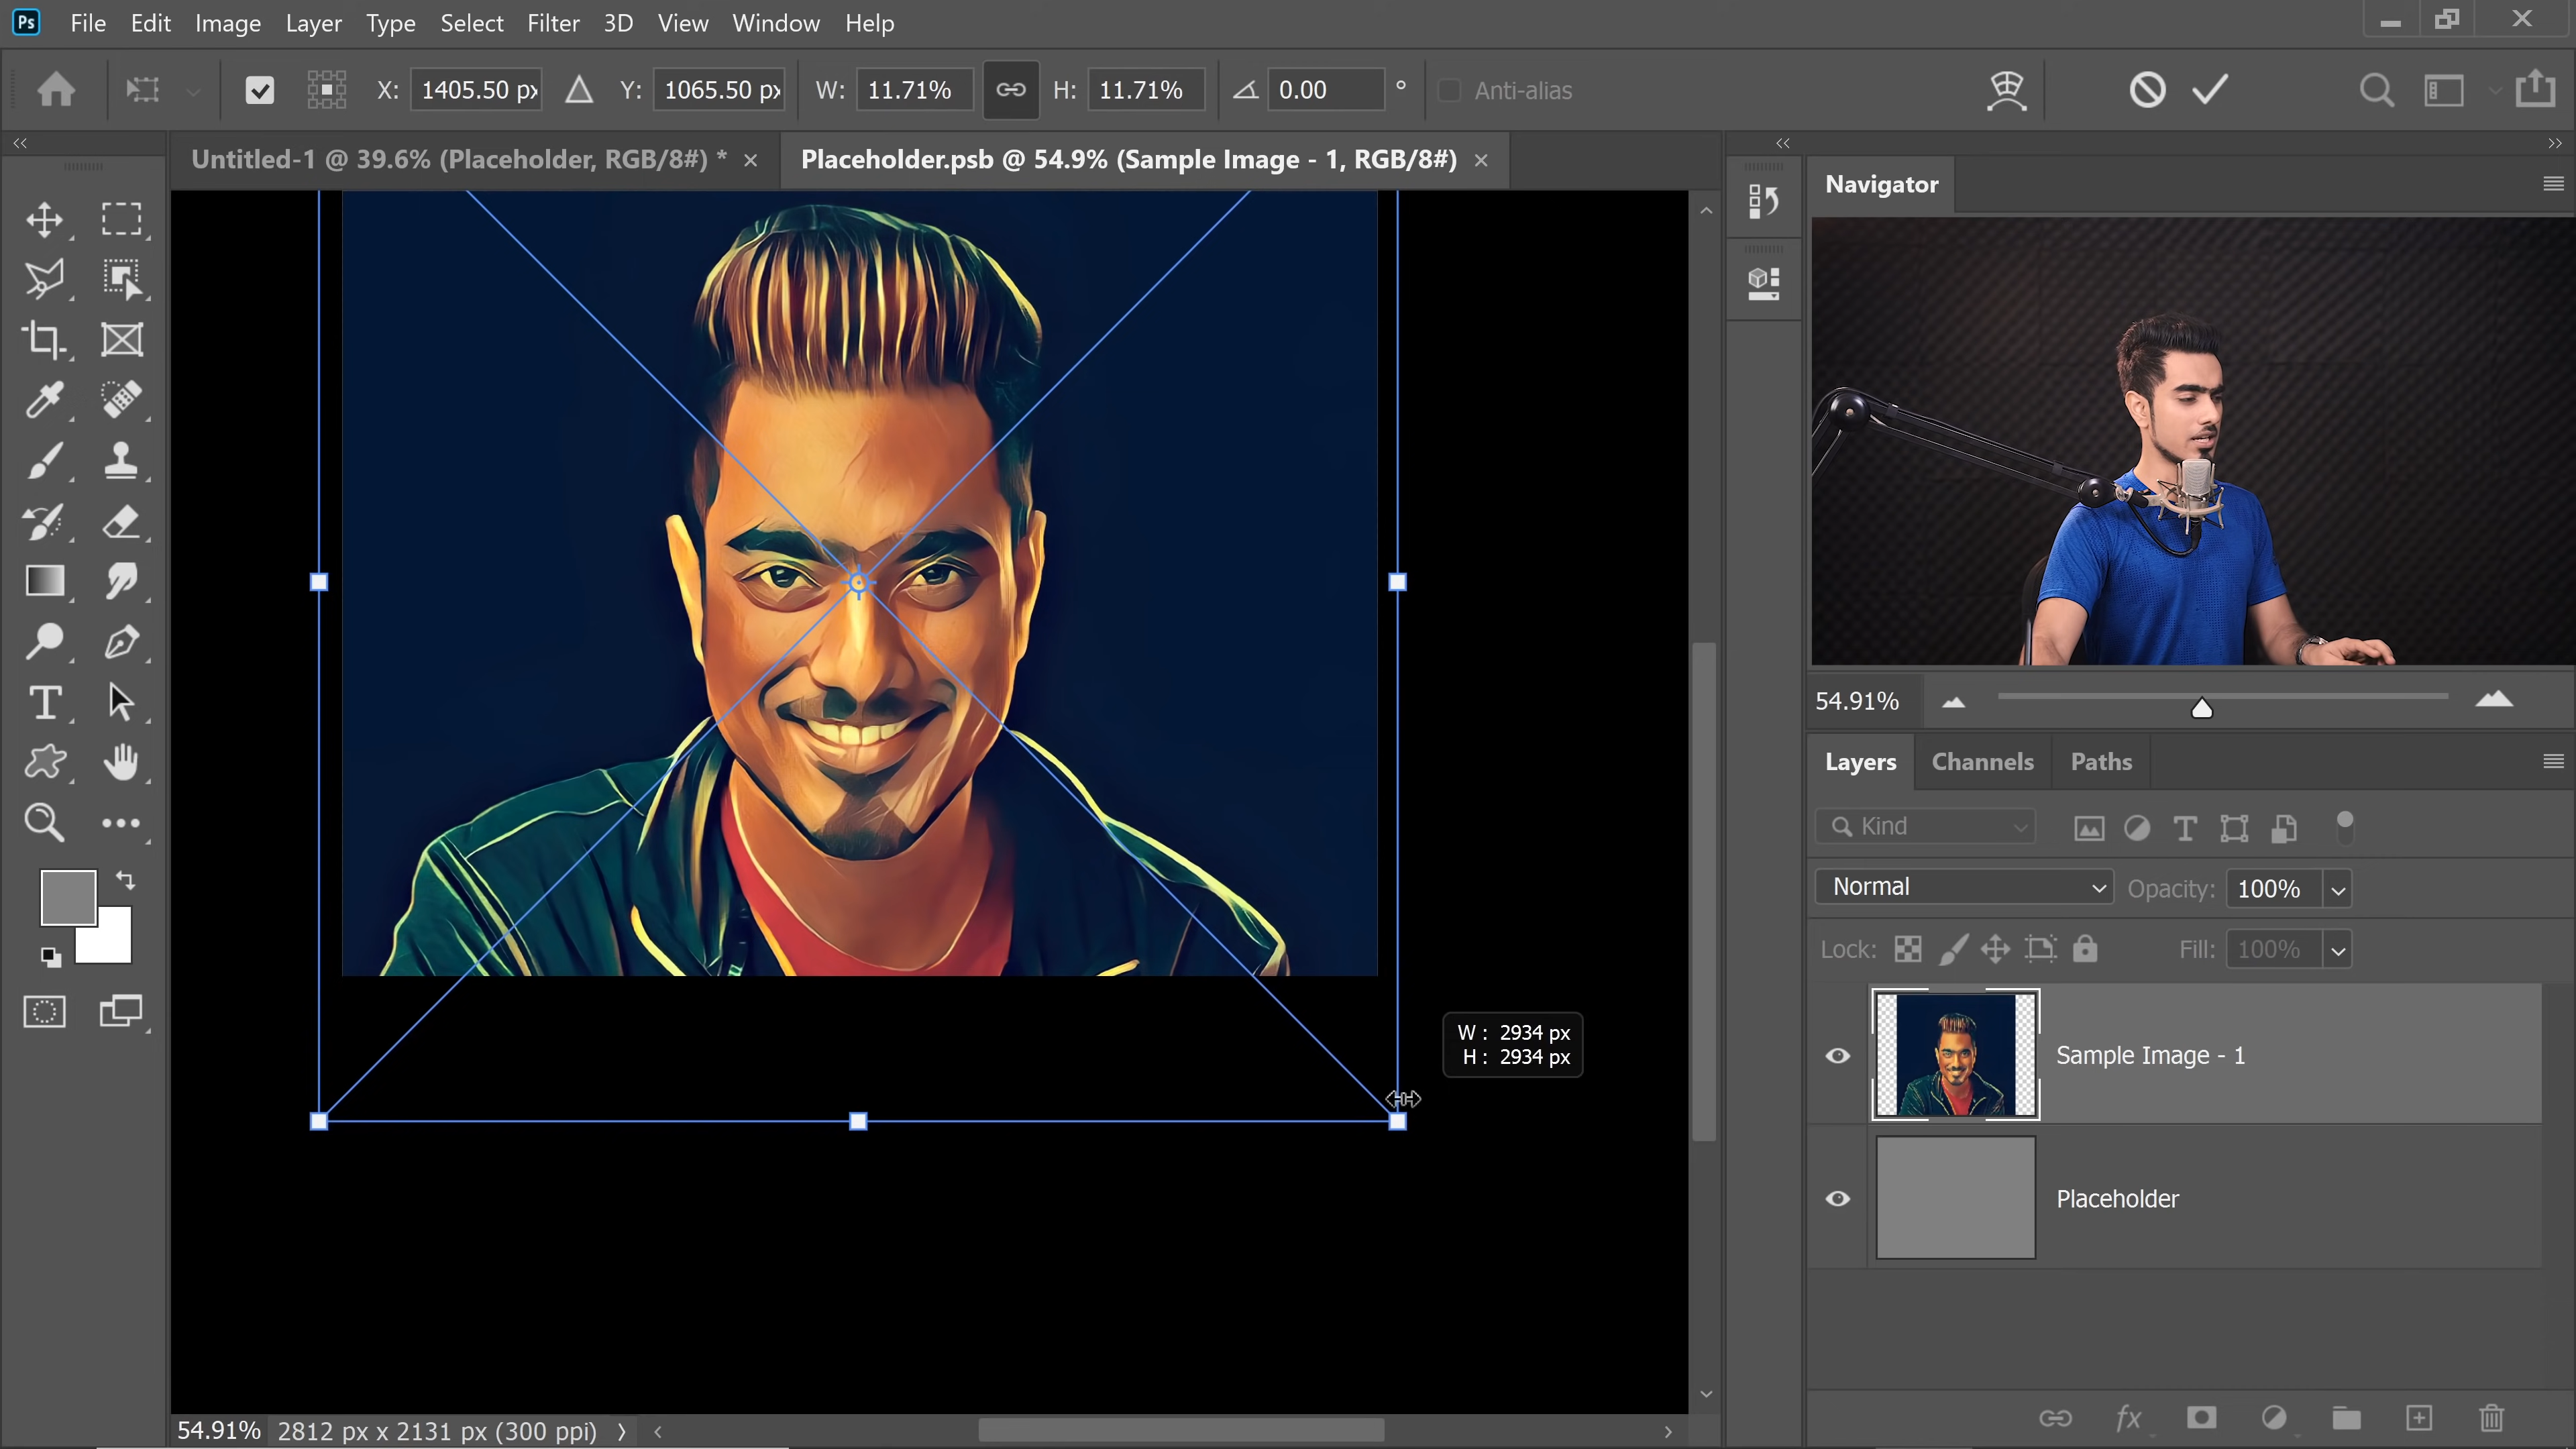 Ps File Edit Image Layer Type Select Filter 3D View Window Help
X: 1405.50 px Y: 1065.50 px W: 11.71% H: 11.71% 0.00 ° Anti-alias
Untitled-1 @ 39.6% (Placeholder, RGB/8#) * × Placeholder.psb @ 54.9% (Sample Image - 1, RGB/8#) ×
Navigator
54.91%
Layers Channels Paths
Kind
Normal Opacity: 100%
Lock: Fill: 100%
W : 2934 px
H : 2934 px
Sample Image - 1
Placeholder
54.91% 2812 px x 2131 px (300 ppi)